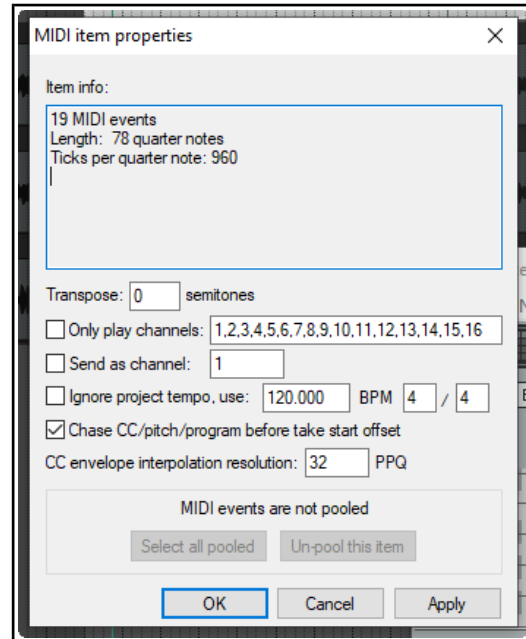 MIDI item properties
Item info:
19 MIDI events
Length: 78 quarter notes
Ticks per quarter note: 960
Transpose: 0 semitones
Only play channels: 1,2,3,4,5,6,7,8,9,10,11,12,13,14,15,16
Send as channel: 1
Ignore project tempo, use: 120.000 BPM 4 / 4
Chase CC/pitch/program before take start offset
CC envelope interpolation resolution: 32 PPQ
MIDI events are not pooled
Select all pooled Un-pool this item
OK Cancel Apply